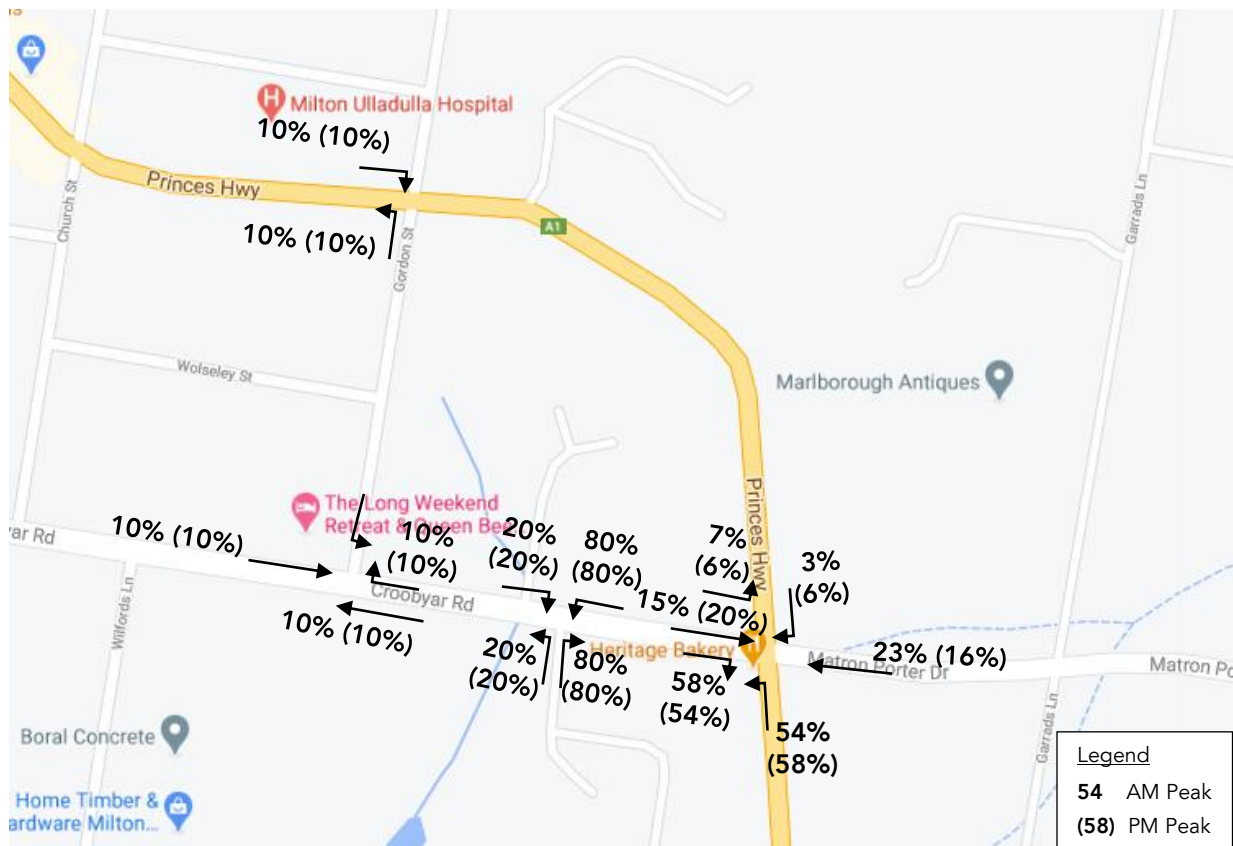 s
H
Milton Ulladulla Hospital
10% (10%)
Princes Hwy
Church St
10% (10%)
Gordon St
A1
Garrads Ln
Wolseley St
Marlborough Antiques
Princes Hwy
The Long Weekend
Retreat & Queen Bee
10% (10%)
10%
(10%)
20%
(20%)
80%
(80%)
7%
(6%)
3%
(6%)
yar Rd
Croobyar Rd
15% (20%)
10% (10%)
Wilfords Ln
20%
(20%)
80%
(80%)
Heritage Bakery
58%
(54%)
Matron Porter Dr
23% (16%)
Matron Po
54%
(58%)
Garrads Ln
Boral Concrete
Home Timber &
ardware Milton...
Legend
54 AM Peak
(58) PM Peak